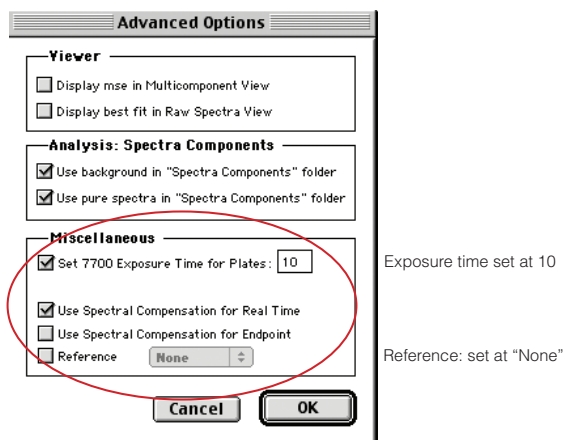 Advanced Options
Viewer
Display mse in Multicomponent View
Display best fit in Raw Spectra View
Analysis: Spectra Components
Use background in "Spectra Components" folder
Use pure spectra in "Spectra Components" folder
Miscellaneous
Set 7700 Exposure Time for Plates: 10
Exposure time set at 10
Use Spectral Compensation for Real Time
Use Spectral Compensation for Endpoint
Reference None
Reference: set at “None”
Cancel OK